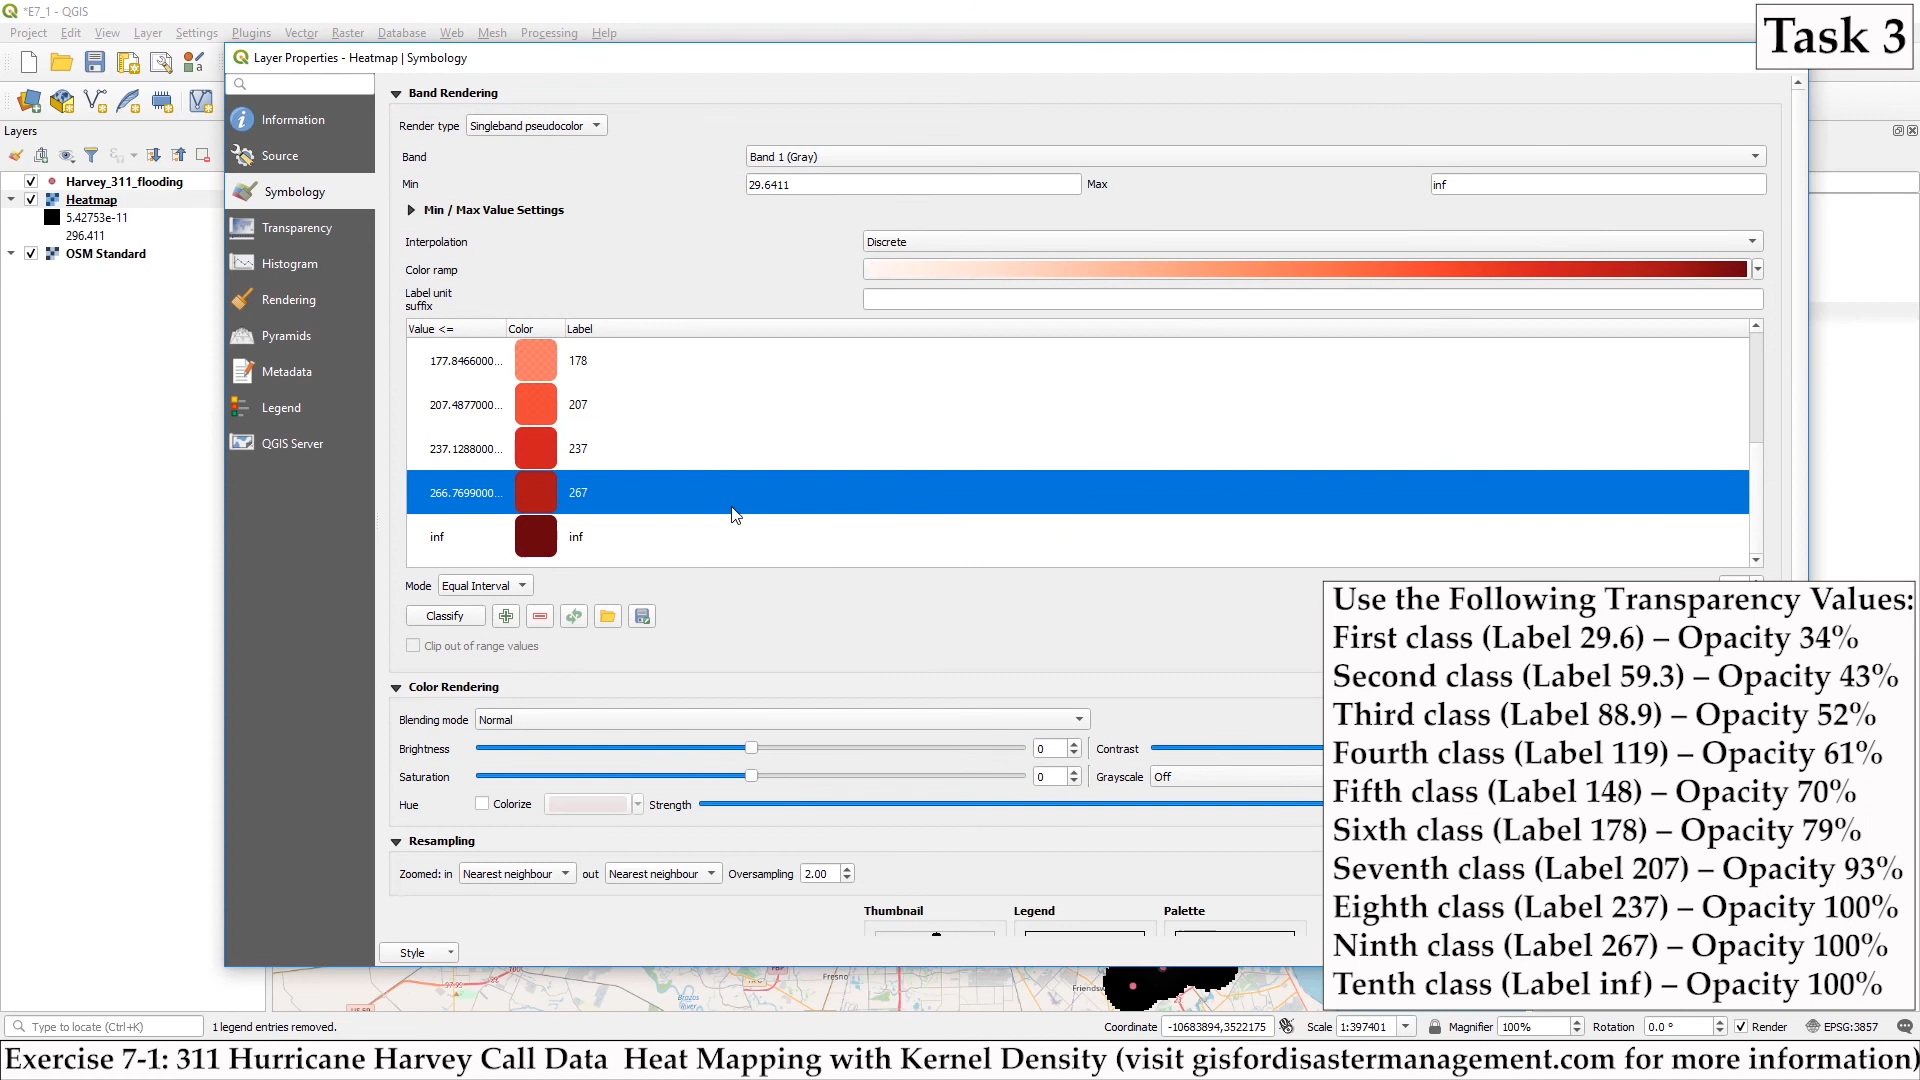 *E7_1 - QGIS
Task 3
Project Edit View Layer Settings Plugins Vector Raster Database Web Mesh Processing Help
Layer Properties - Heatmap | Symbology
Layers
Harvey_311_flooding
Heatmap
5.42753e-11
296.411
OSM Standard
Information
Source
Symbology
Transparency
Histogram
Rendering
Pyramids
Metadata
Legend
QGIS Server
Band Rendering
Render type Singleband pseudocolor
Band Band 1 (Gray)
Min 29.6411 Max inf
Min / Max Value Settings
Interpolation Discrete
Color ramp
Label unit
suffix
Value <= Color Label
177.8466000... 178
207.4877000... 207
237.1288000... 237
266.7699000... 267
inf inf
Mode Equal Interval
Classify
Clip out of range values
Color Rendering
Blending mode Normal
Brightness 0 Contrast
Saturation 0 Grayscale Off
Hue Colorize Strength
Resampling
Zoomed: in Nearest neighbour out Nearest neighbour Oversampling 2.00
Thumbnail Legend Palette
Style
Use the Following Transparency Values:
First class (Label 29.6) – Opacity 34%
Second class (Label 59.3) – Opacity 43%
Third class (Label 88.9) – Opacity 52%
Fourth class (Label 119) – Opacity 61%
Fifth class (Label 148) – Opacity 70%
Sixth class (Label 178) – Opacity 79%
Seventh class (Label 207) – Opacity 93%
Eighth class (Label 237) – Opacity 100%
Ninth class (Label 267) – Opacity 100%
Tenth class (Label inf) – Opacity 100%
Fresno
Friendsw
Type to locate (Ctrl+K) 1 legend entries removed. Coordinate -10683894,3522175 Scale 1:397401 Magnifier 100% Rotation 0.0 ° Render EPSG:3857
Exercise 7-1: 311 Hurricane Harvey Call Data Heat Mapping with Kernel Density (visit gisfordisastermanagement.com for more information)